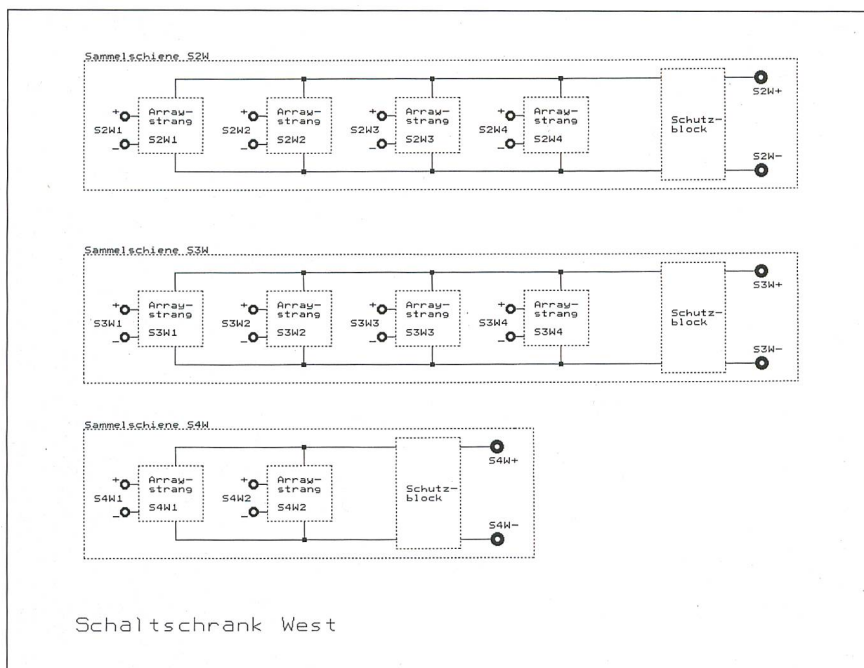 Sammelschiene S2W
+ S2W1 −
Array-
strang
S2W1
+ S2W2 −
Array-
strang
S2W2
+ S2W3 −
Array-
strang
S2W3
+ S2W4 −
Array-
strang
S2W4
Schutz-
block
S2W+
S2W−
Sammelschiene S3W
+ S3W1 −
Array-
strang
S3W1
+ S3W2 −
Array-
strang
S3W2
+ S3W3 −
Array-
strang
S3W3
+ S3W4 −
Array-
strang
S3W4
Schutz-
block
S3W+
S3W−
Sammelschiene S4W
+ S4W1 −
Array-
strang
S4W1
+ S4W2 −
Array-
strang
S4W2
Schutz-
block
S4W+
S4W−
Schaltschrank West